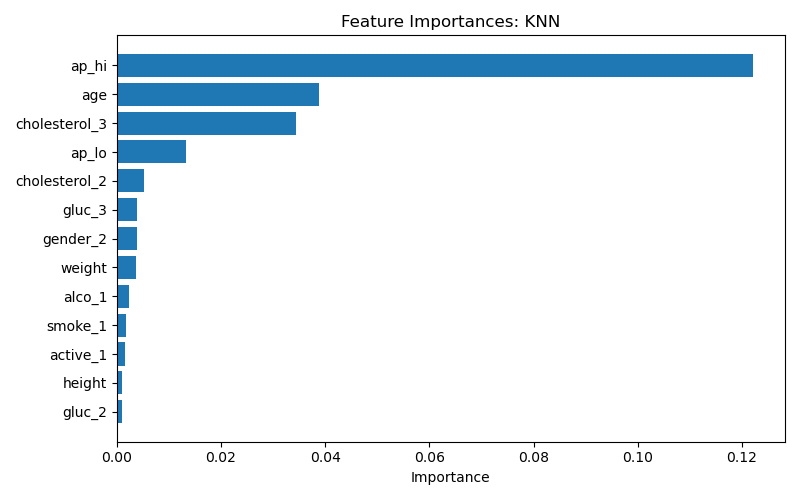 Feature Importances: KNN
ap_hi
age
cholesterol_3
ap_lo
cholesterol_2
gluc_3
gender_2
weight
alco_1
smoke_1
active_1
height
gluc_2
0.00 0.02 0.04 0.06 0.08 0.10 0.12
Importance